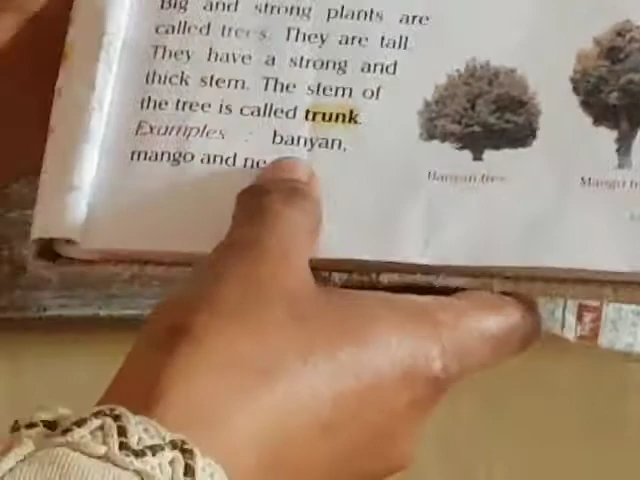 Big and strong plants are
called trees. They are tall.
They have a strong and
thick stem. The stem of
the tree is called trunk.
Examples : banyan,
mango and ne
Banyan tree
Mango